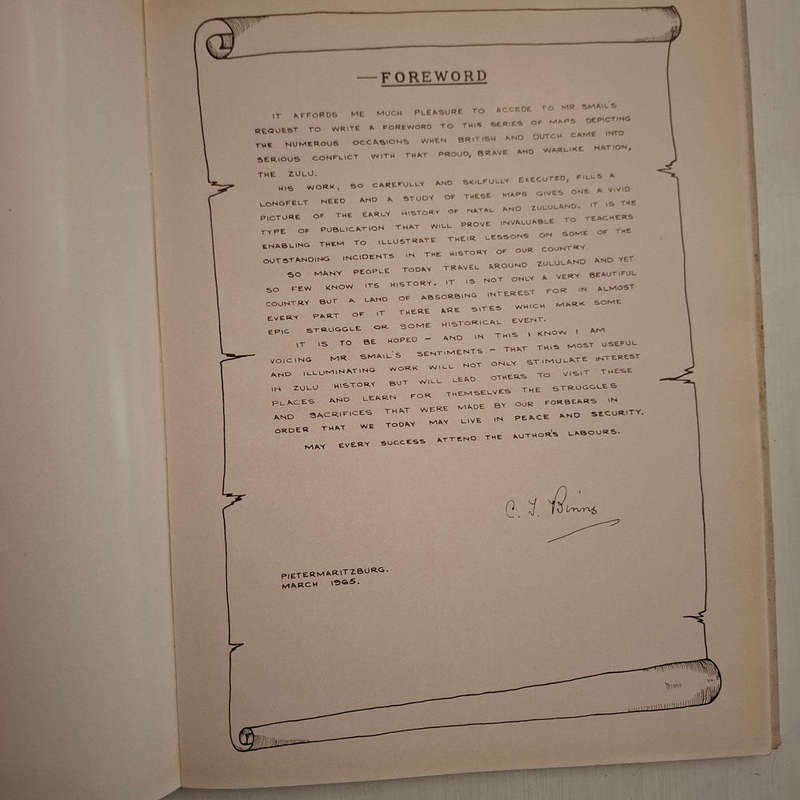 —FOREWORD
IT AFFORDS ME MUCH PLEASURE TO ACCEDE TO MR SMAIL'S
REQUEST TO WRITE A FOREWORD TO THIS SERIES OF MAPS DEPICTING
THE NUMEROUS OCCASIONS WHEN BRITISH AND DUTCH CAME INTO
SERIOUS CONFLICT WITH THAT PROUD, BRAVE AND WARLIKE NATION,
THE ZULU.
HIS WORK, SO CAREFULLY AND SKILFULLY EXECUTED, FILLS A
LONGFELT NEED AND A STUDY OF THESE MAPS GIVES ONE A VIVID
PICTURE OF THE EARLY HISTORY OF NATAL AND ZULULAND. IT IS THE
TYPE OF PUBLICATION THAT WILL PROVE INVALUABLE TO TEACHERS
ENABLING THEM TO ILLUSTRATE THEIR LESSONS ON SOME OF THE
OUTSTANDING INCIDENTS IN THE HISTORY OF OUR COUNTRY
SO MANY PEOPLE TODAY TRAVEL AROUND ZULULAND AND YET
SO FEW KNOW ITS HISTORY. IT IS NOT ONLY A VERY BEAUTIFUL
COUNTRY BUT A LAND OF ABSORBING INTEREST FOR IN ALMOST
EVERY PART OF IT THERE ARE SITES WHICH MARK SOME
EPIC STRUGGLE OR SOME HISTORICAL EVENT.
IT IS TO BE HOPED – AND IN THIS I KNOW I AM
VOICING MR SMAIL'S SENTIMENTS – THAT THIS MOST USEFUL
AND ILLUMINATING WORK WILL NOT ONLY STIMULATE INTEREST
IN ZULU HISTORY BUT WILL LEAD OTHERS TO VISIT THESE
PLACES AND LEARN FOR THEMSELVES THE STRUGGLES
AND SACRIFICES THAT WERE MADE BY OUR FORBEARS IN
ORDER THAT WE TODAY MAY LIVE IN PEACE AND SECURITY.
MAY EVERY SUCCESS ATTEND THE AUTHOR'S LABOURS.
C. T. Binns
PIETERMARITZBURG.
MARCH 1965.